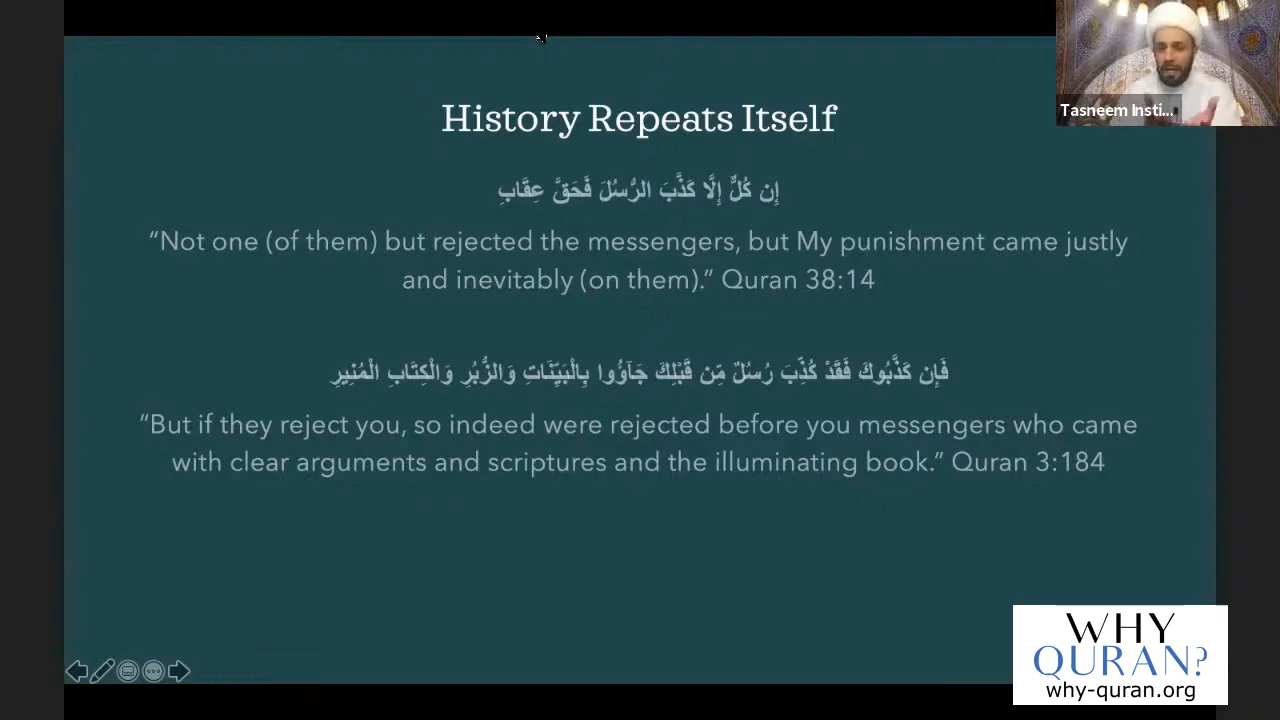 Tasneem Insti...
History Repeats Itself
إِن كُلٌّ إِلَّا كَذَّبَ الرُّسُلَ فَحَقَّ عِقَابِ
“Not one (of them) but rejected the messengers, but My punishment came justly
and inevitably (on them).” Quran 38:14
فَإِن كَذَّبُوكَ فَقَدْ كُذِّبَ رُسُلٌ مِّن قَبْلِكَ جَآؤُوا بِالْبَيِّنَاتِ وَالزُّبُرِ وَالْكِتَابِ الْمُنِيرِ
“But if they reject you, so indeed were rejected before you messengers who came
with clear arguments and scriptures and the illuminating book.” Quran 3:184
WHY
QURAN?
why-quran.org